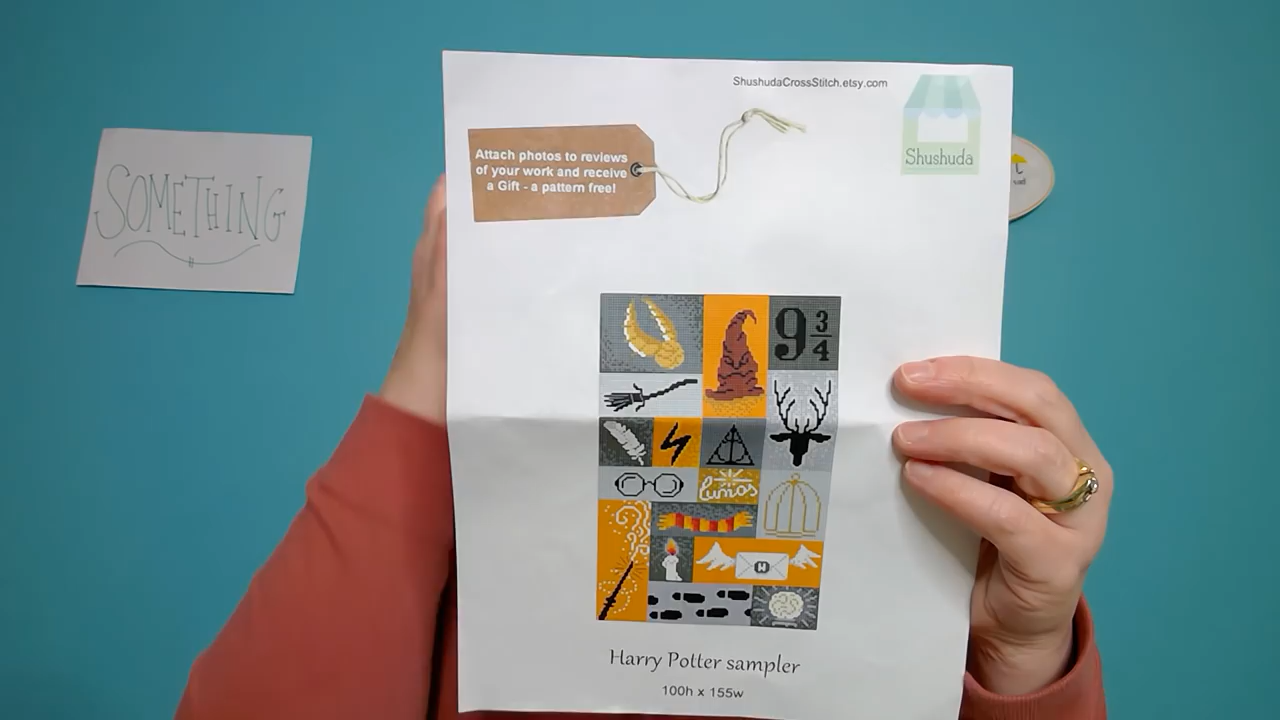 SOMETHING
ShushudaCrossStitch.etsy.com
Shushuda
Attach photos to reviews
of your work and receive
a Gift - a pattern free!
9 3/4
lumos
H
Harry Potter sampler
100h x 155w